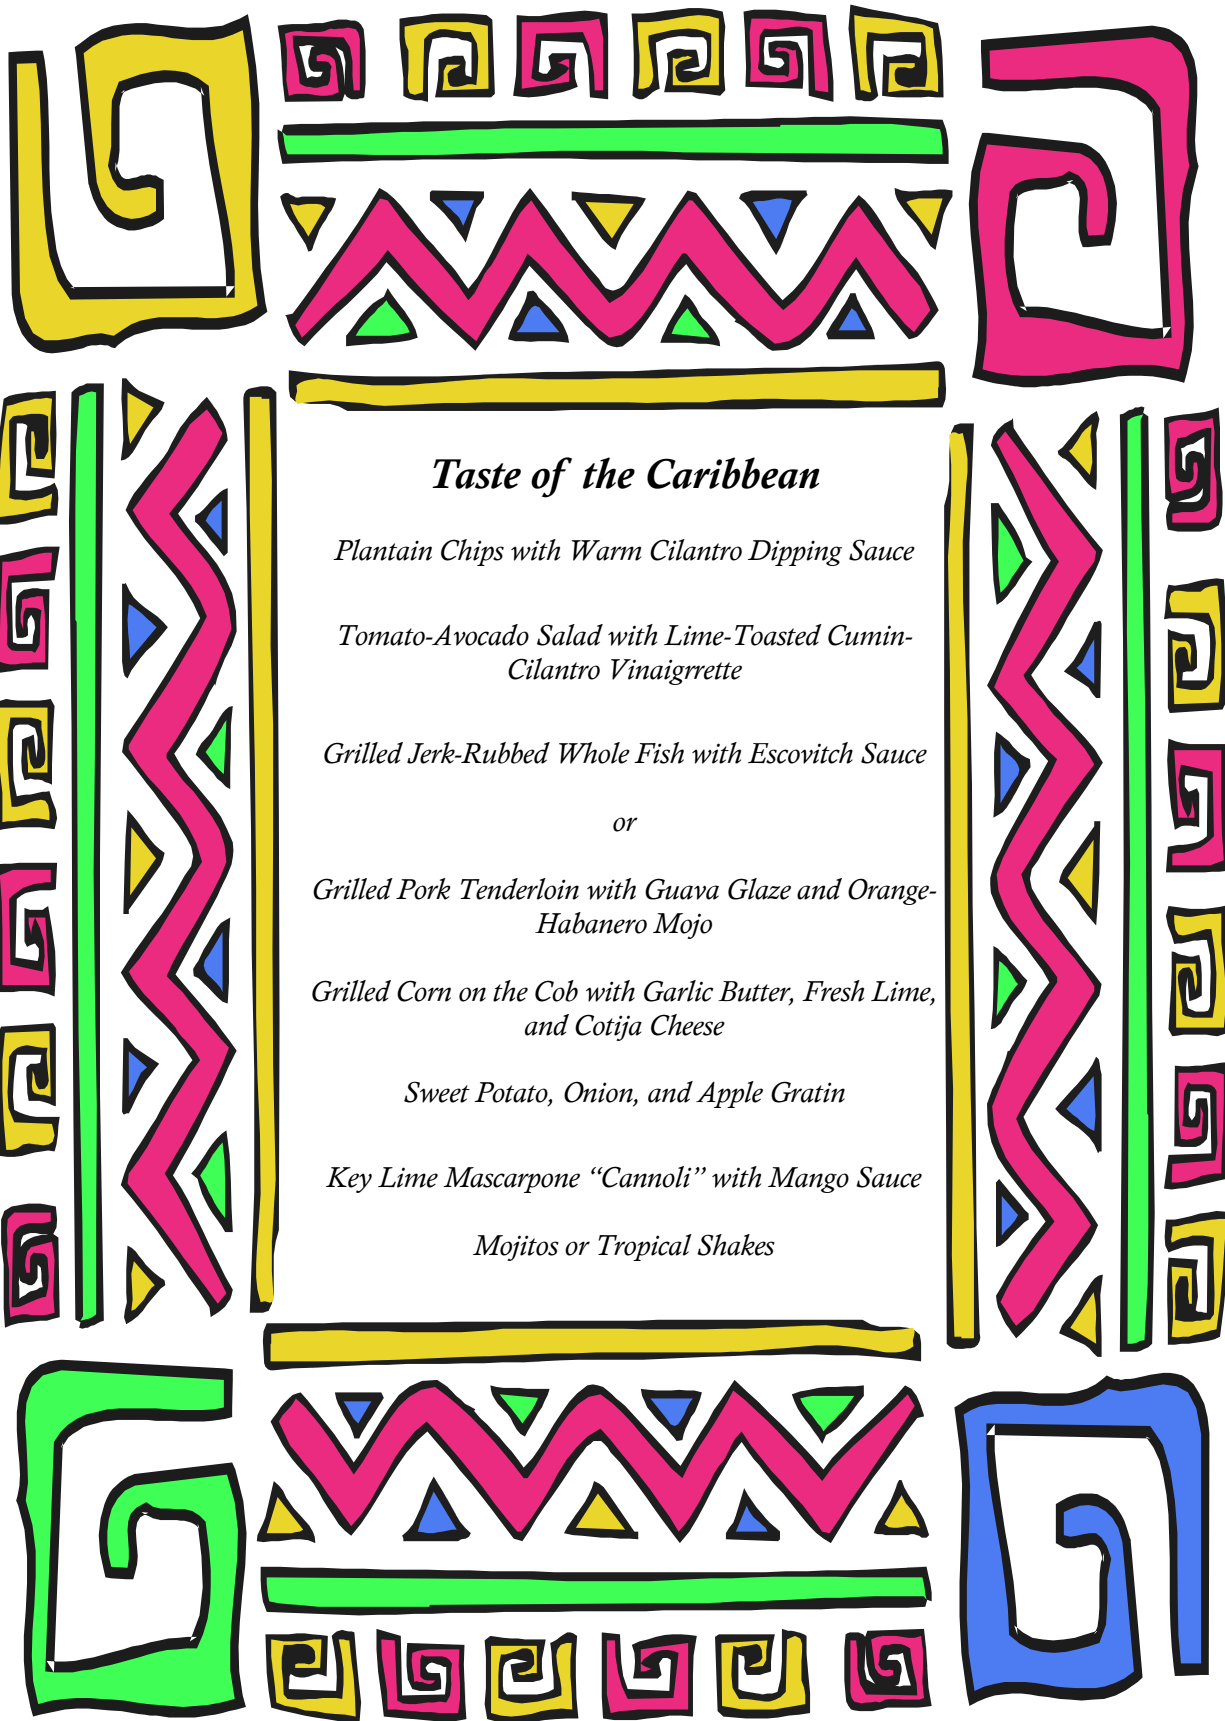 Taste of the Caribbean
Plantain Chips with Warm Cilantro Dipping Sauce
Tomato-Avocado Salad with Lime-Toasted Cumin-
Cilantro Vinaigrrette
Grilled Jerk-Rubbed Whole Fish with Escovitch Sauce
or
Grilled Pork Tenderloin with Guava Glaze and Orange-
Habanero Mojo
Grilled Corn on the Cob with Garlic Butter, Fresh Lime,
and Cotija Cheese
Sweet Potato, Onion, and Apple Gratin
Key Lime Mascarpone “Cannoli” with Mango Sauce
Mojitos or Tropical Shakes